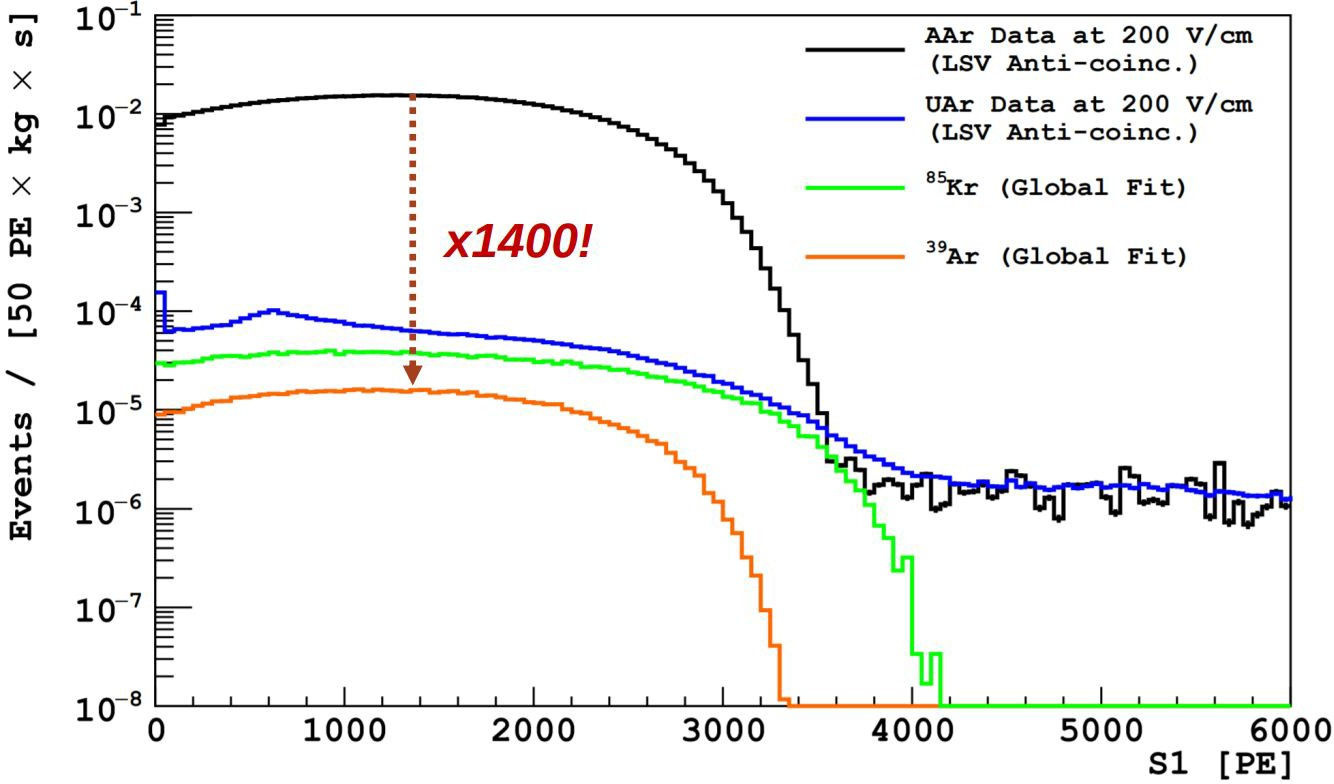 Events / [50 PE × kg × s]
10⁻¹
10⁻²
10⁻³
10⁻⁴
10⁻⁵
10⁻⁶
10⁻⁷
10⁻⁸
AAr Data at 200 V/cm
(LSV Anti-coinc.)
UAr Data at 200 V/cm
(LSV Anti-coinc.)
⁸⁵Kr (Global Fit)
³⁹Ar (Global Fit)
x1400!
0 1000 2000 3000 4000 5000 6000
S1 [PE]